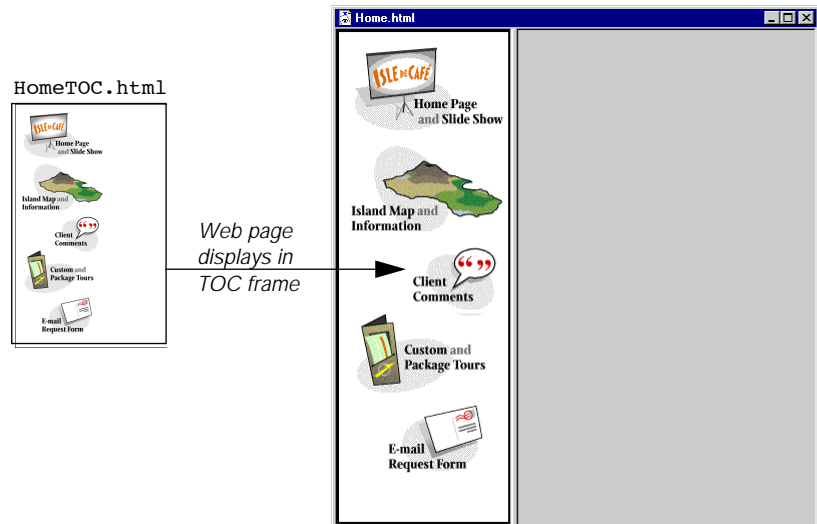 HomeTOC.html
ISLE DE CAFÉ
Home Page
and Slide Show
Island Map and
Information
Client
Comments
Custom and
Package Tours
E-mail
Request Form
Web page
displays in
TOC frame
Home.html
ISLE DE CAFÉ
Home Page
and Slide Show
Island Map and
Information
Client
Comments
Custom and
Package Tours
E-mail
Request Form